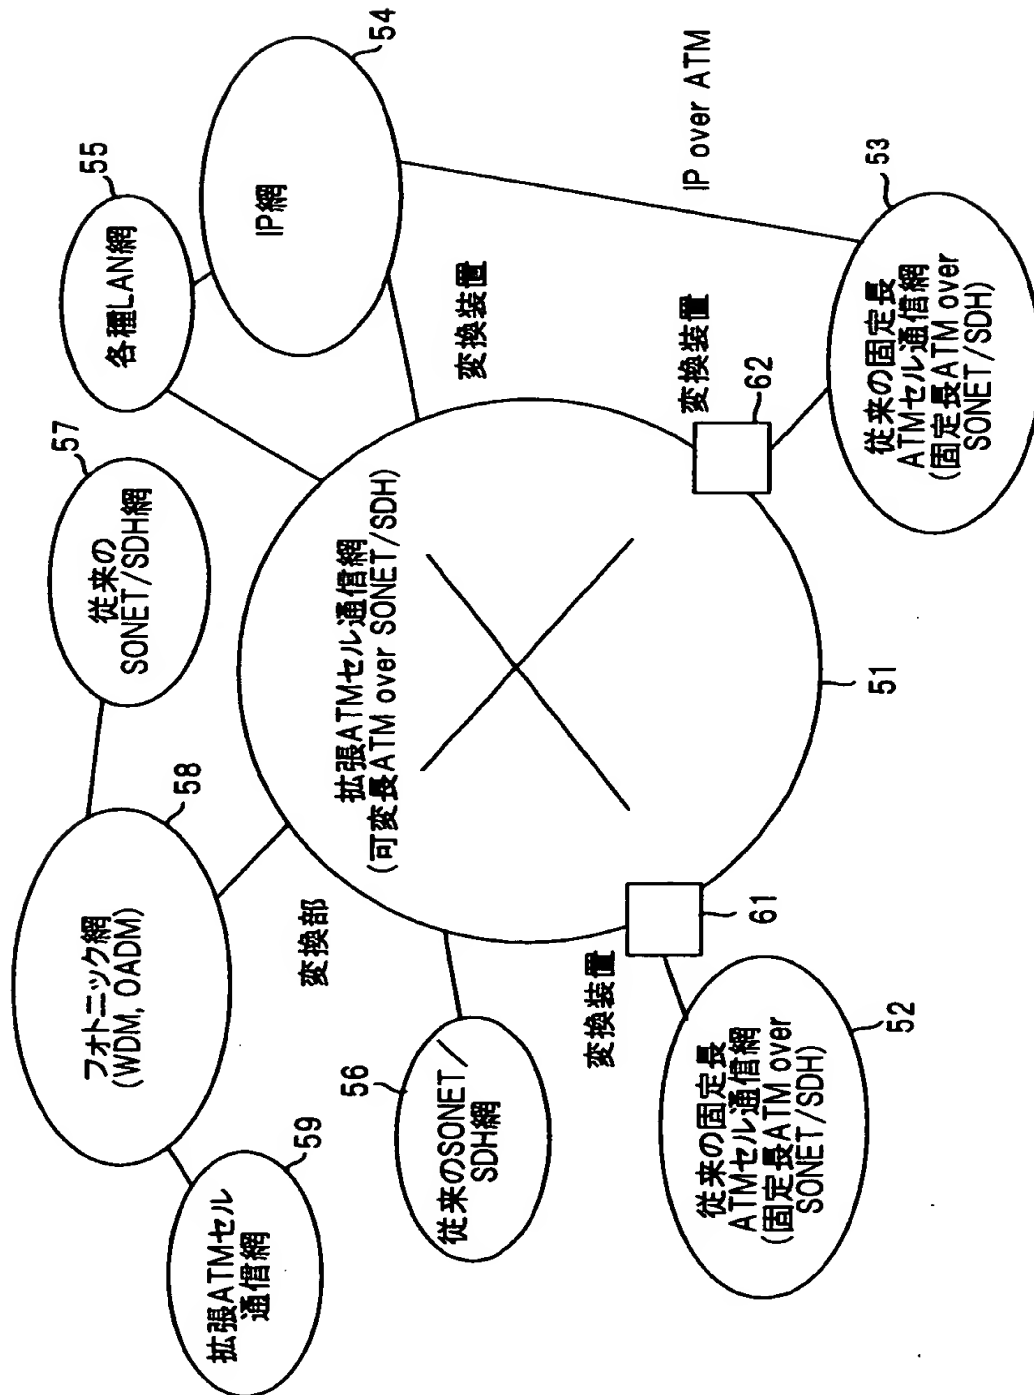 拡張ATMセル
通信網
59
フォトニック網
(WDM, OADM)
58
従来の
SONET/SDH網
57
各種LAN網
55
IP網
54
変換部
56
従来のSONET/
SDH網
拡張ATMセル通信網
(可変長ATM over SONET/SDH)
変換装置
IP over ATM
変換装置
61
変換装置
62
51
従来の固定長
ATMセル通信網
(固定長ATM over
SONET/SDH)
52
従来の固定長
ATMセル通信網
(固定長ATM over
SONET/SDH)
53